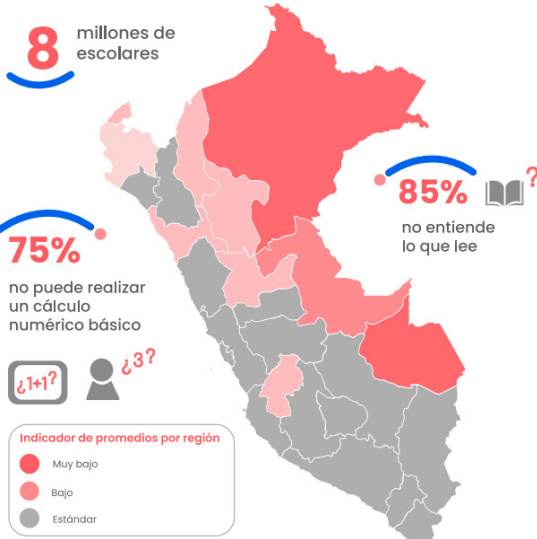 8
millones de
escolares
85%
?
no entiende
lo que lee
75%
no puede realizar
un cálculo
numérico básico
¿1+1?
¿3?
Indicador de promedios por región
Muy bajo
Bajo
Estándar